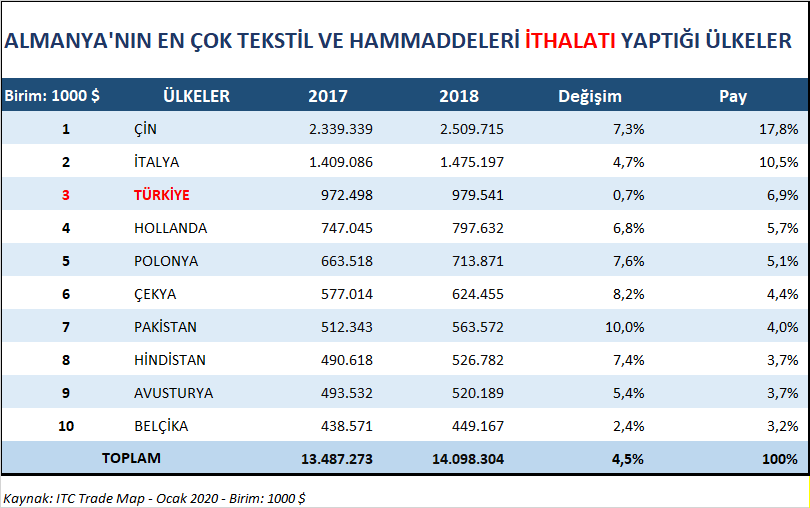 ALMANYA'NIN EN ÇOK TEKSTİL VE HAMMADDELERİ İTHALATI YAPTIĞI ÜLKELER
Birim: 1000 $ ÜLKELER 2017 2018 Değişim Pay
1 ÇİN 2.339.339 2.509.715 7,3% 17,8%
2 İTALYA 1.409.086 1.475.197 4,7% 10,5%
3 TÜRKİYE 972.498 979.541 0,7% 6,9%
4 HOLLANDA 747.045 797.632 6,8% 5,7%
5 POLONYA 663.518 713.871 7,6% 5,1%
6 ÇEKYA 577.014 624.455 8,2% 4,4%
7 PAKİSTAN 512.343 563.572 10,0% 4,0%
8 HİNDİSTAN 490.618 526.782 7,4% 3,7%
9 AVUSTURYA 493.532 520.189 5,4% 3,7%
10 BELÇİKA 438.571 449.167 2,4% 3,2%
TOPLAM 13.487.273 14.098.304 4,5% 100%
Kaynak: ITC Trade Map - Ocak 2020 - Birim: 1000 $